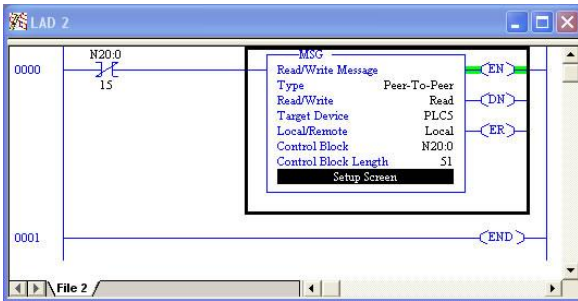 LAD 2
0000
N20:0
15
MSG
Read/Write Message
Type Peer-To-Peer
Read/Write Read
Target Device PLC5
Local/Remote Local
Control Block N20:0
Control Block Length 51
Setup Screen
EN
DN
ER
0001
END
File 2